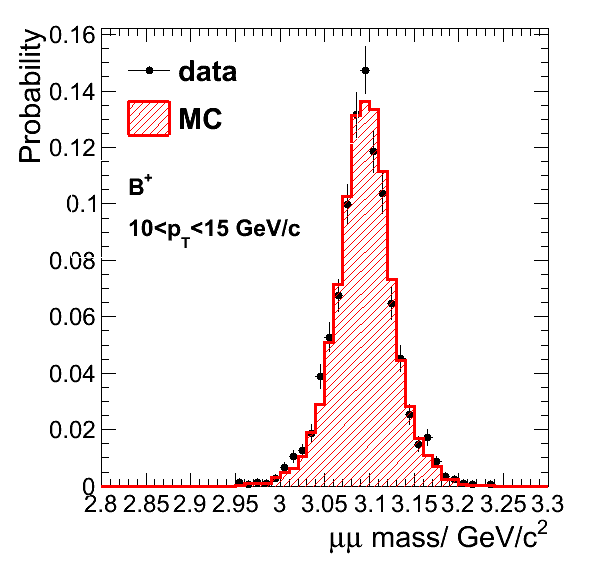 Probability
0.16
0.14
0.12
0.1
0.08
0.06
0.04
0.02
0
data
MC
B+
10<pT<15 GeV/c
2.8 2.85 2.9 2.95 3 3.05 3.1 3.15 3.2 3.25 3.3
μμ mass/ GeV/c²